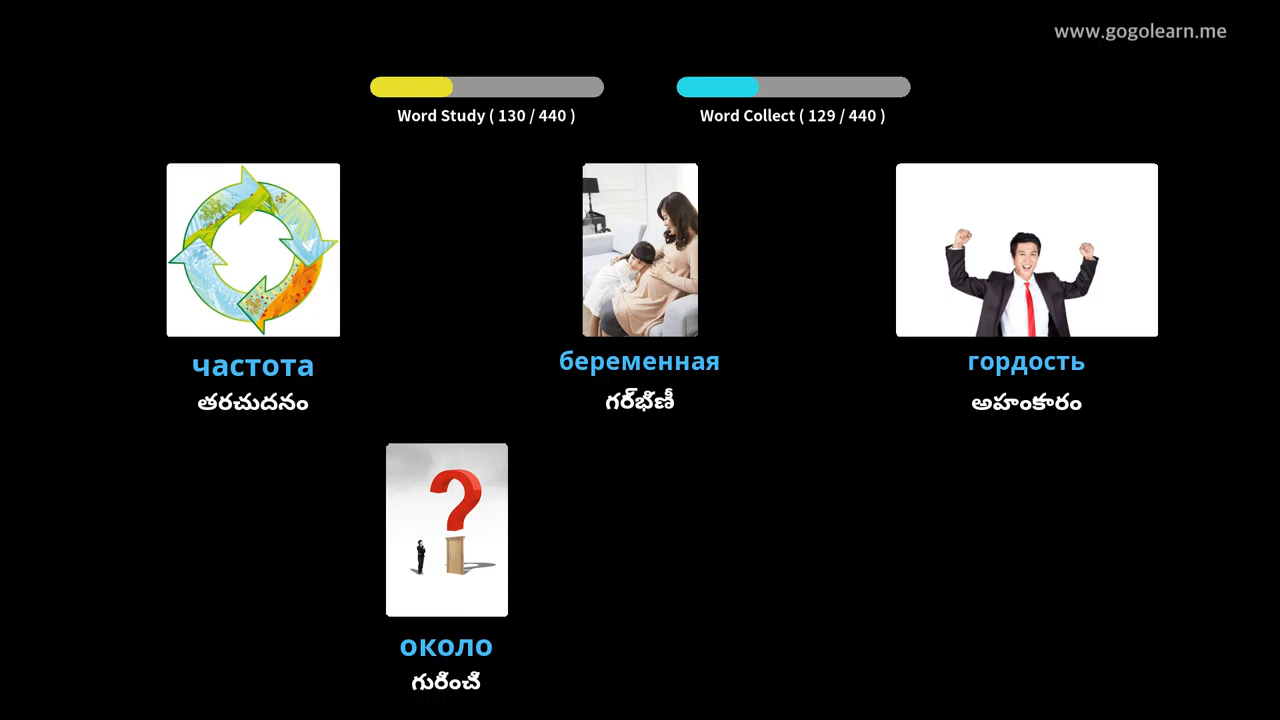 www.gogolearn.me
Word Study ( 130 / 440 )
Word Collect ( 129 / 440 )
частота
తరచుదనం
беременная
గర్భిణీ
гордость
అహంకారం
около
గురించి